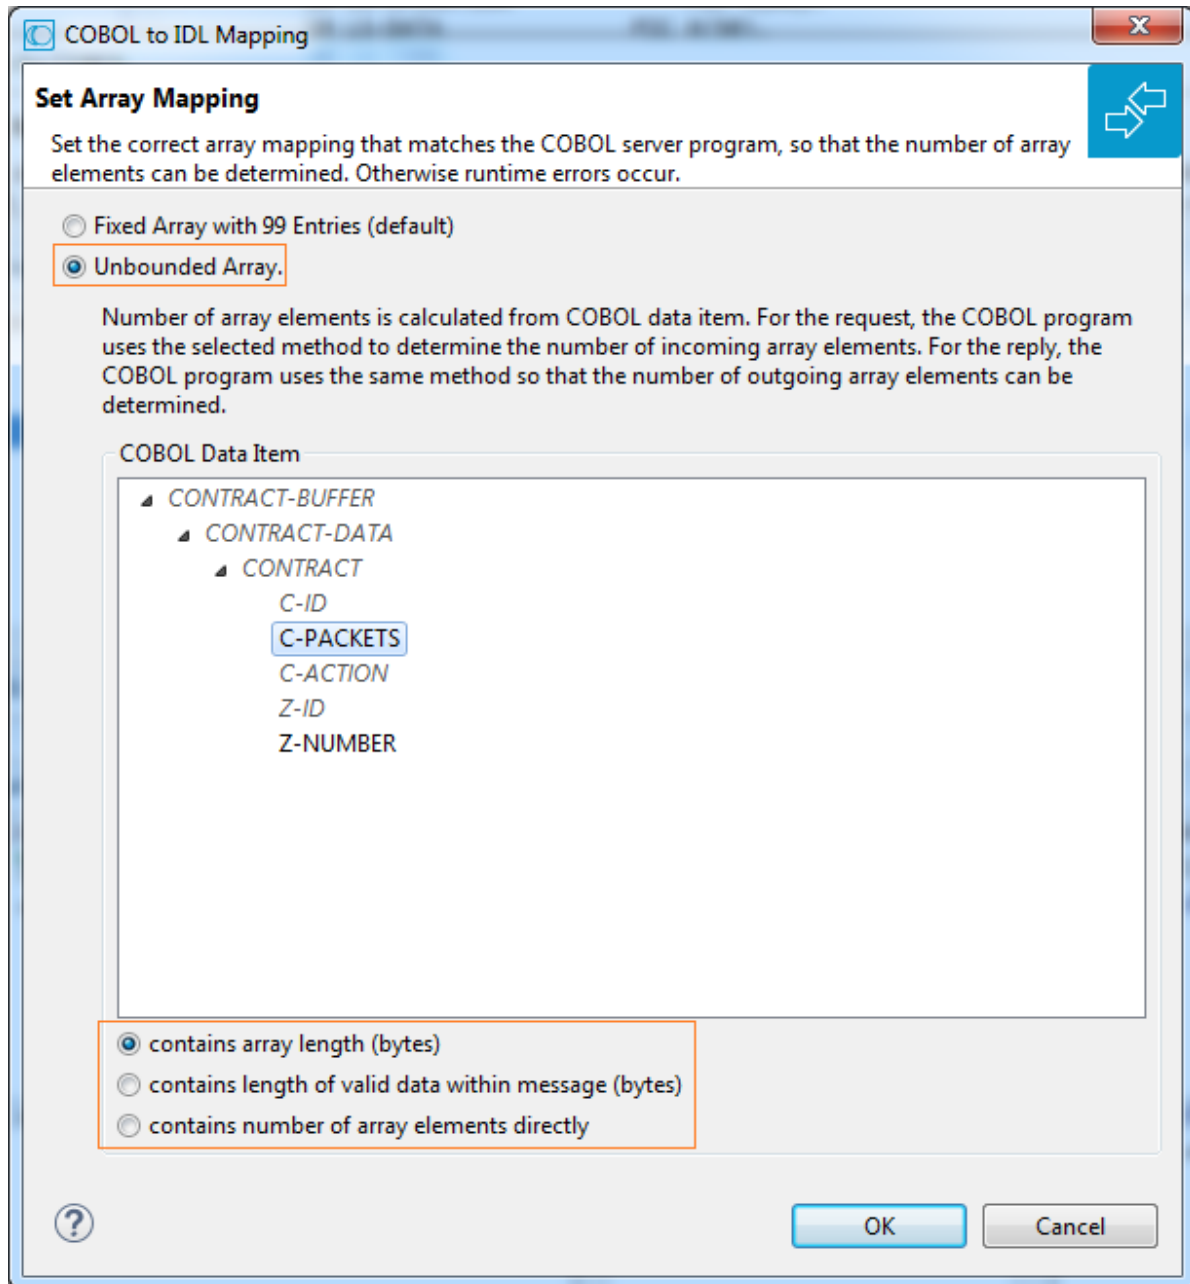 COBOL to IDL Mapping
Set Array Mapping
Set the correct array mapping that matches the COBOL server program, so that the number of array
elements can be determined. Otherwise runtime errors occur.
Fixed Array with 99 Entries (default)
Unbounded Array.
Number of array elements is calculated from COBOL data item. For the request, the COBOL program
uses the selected method to determine the number of incoming array elements. For the reply, the
COBOL program uses the same method so that the number of outgoing array elements can be
determined.
COBOL Data Item
CONTRACT-BUFFER
CONTRACT-DATA
CONTRACT
C-ID
C-PACKETS
C-ACTION
Z-ID
Z-NUMBER
contains array length (bytes)
contains length of valid data within message (bytes)
contains number of array elements directly
?
OK Cancel